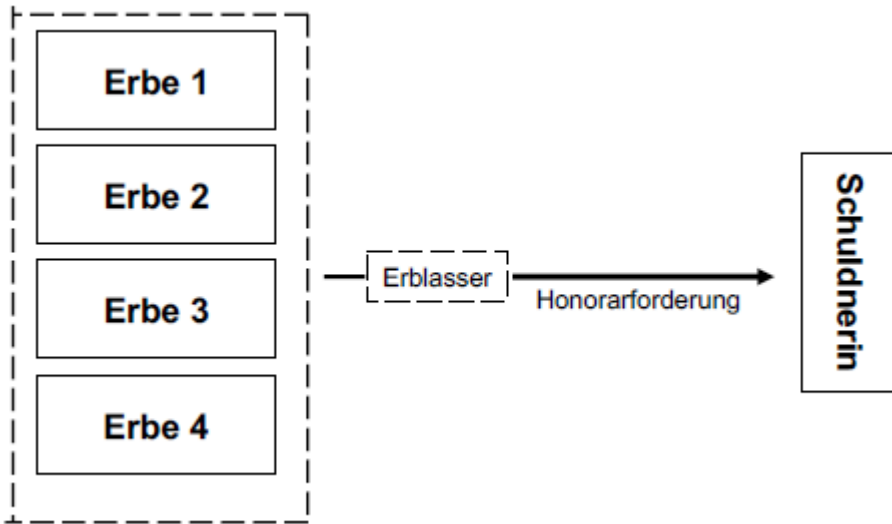 Erbe 1
Erbe 2
Erbe 3
Erbe 4
Erblasser
Honorarforderung
Schuldnerin